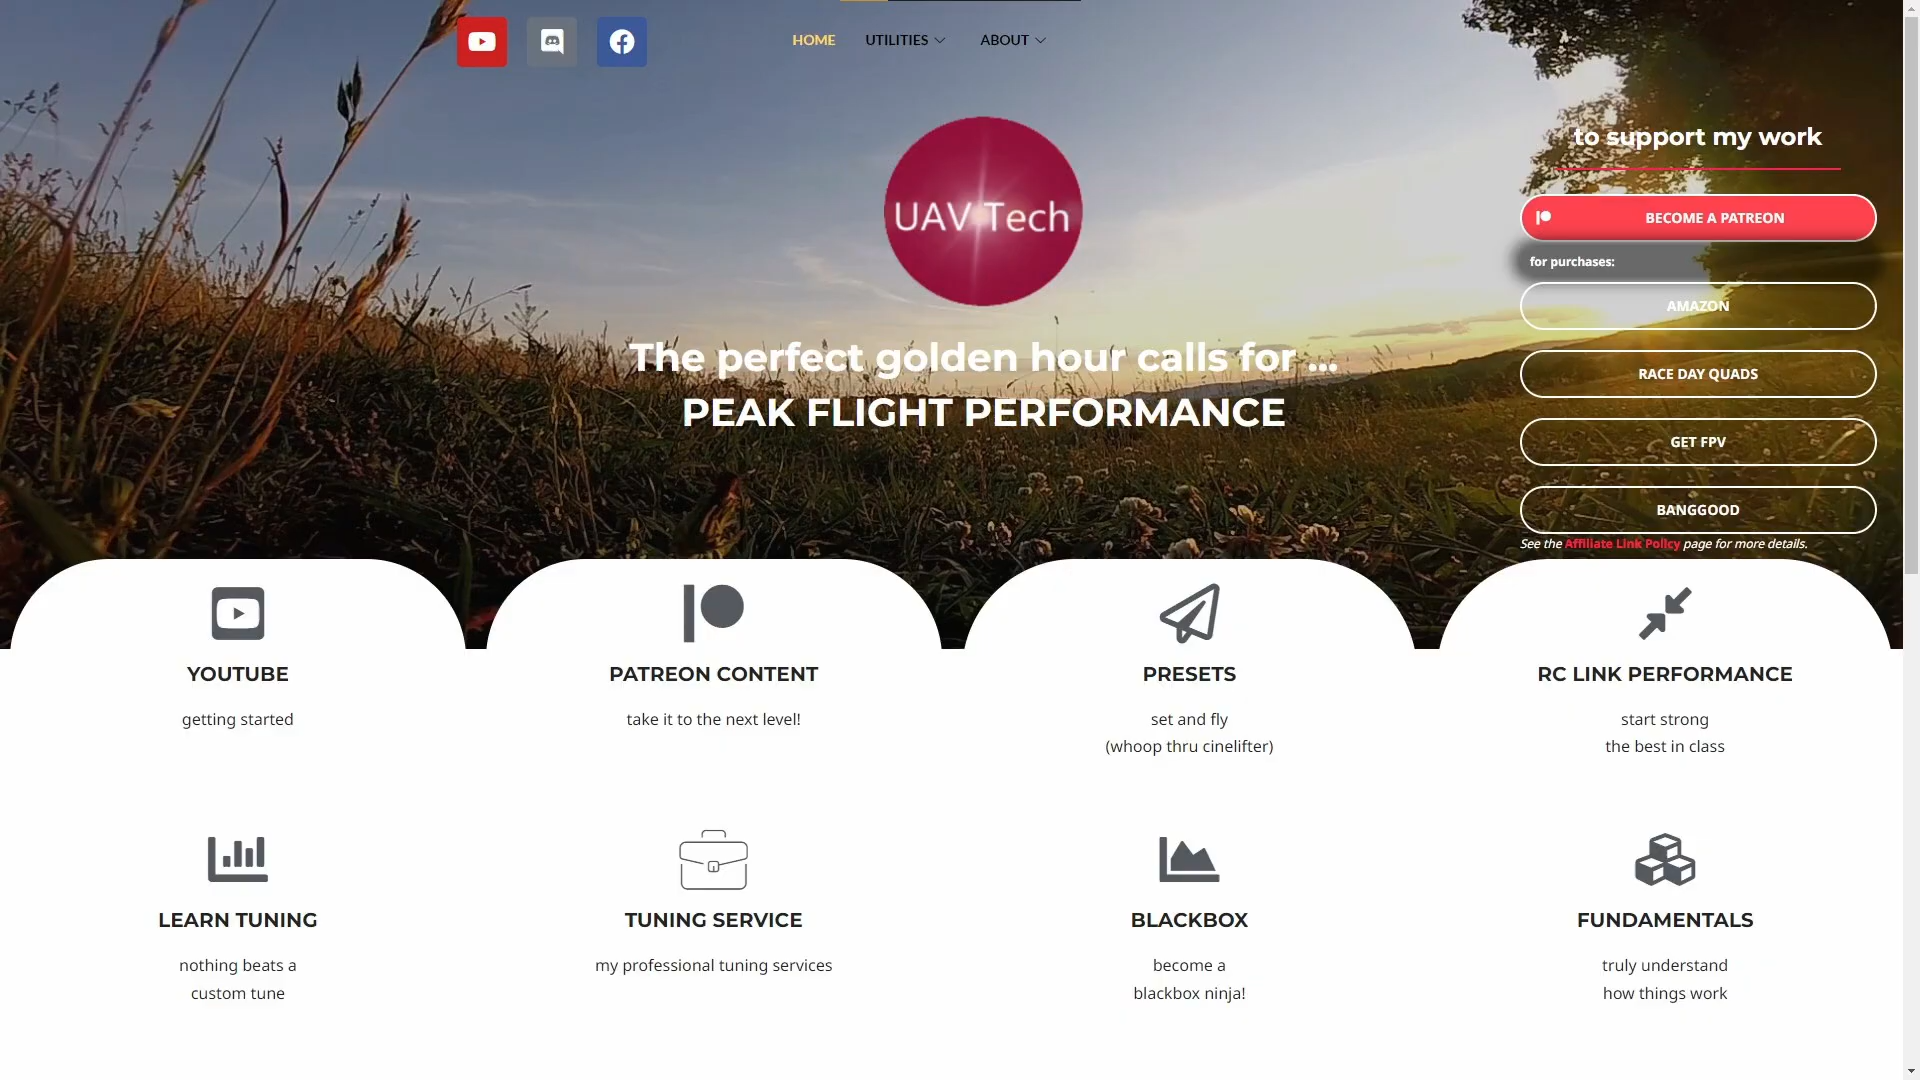 HOME
UTILITIES
ABOUT
UAV Tech
The perfect golden hour calls for ...
PEAK FLIGHT PERFORMANCE
to support my work
BECOME A PATREON
for purchases:
AMAZON
RACE DAY QUADS
GET FPV
BANGGOOD
See the Affiliate Link Policy page for more details.
YOUTUBE
getting started
PATREON CONTENT
take it to the next level!
PRESETS
set and fly
(whoop thru cinelifter)
RC LINK PERFORMANCE
start strong
the best in class
LEARN TUNING
nothing beats a
custom tune
TUNING SERVICE
my professional tuning services
BLACKBOX
become a
blackbox ninja!
FUNDAMENTALS
truly understand
how things work